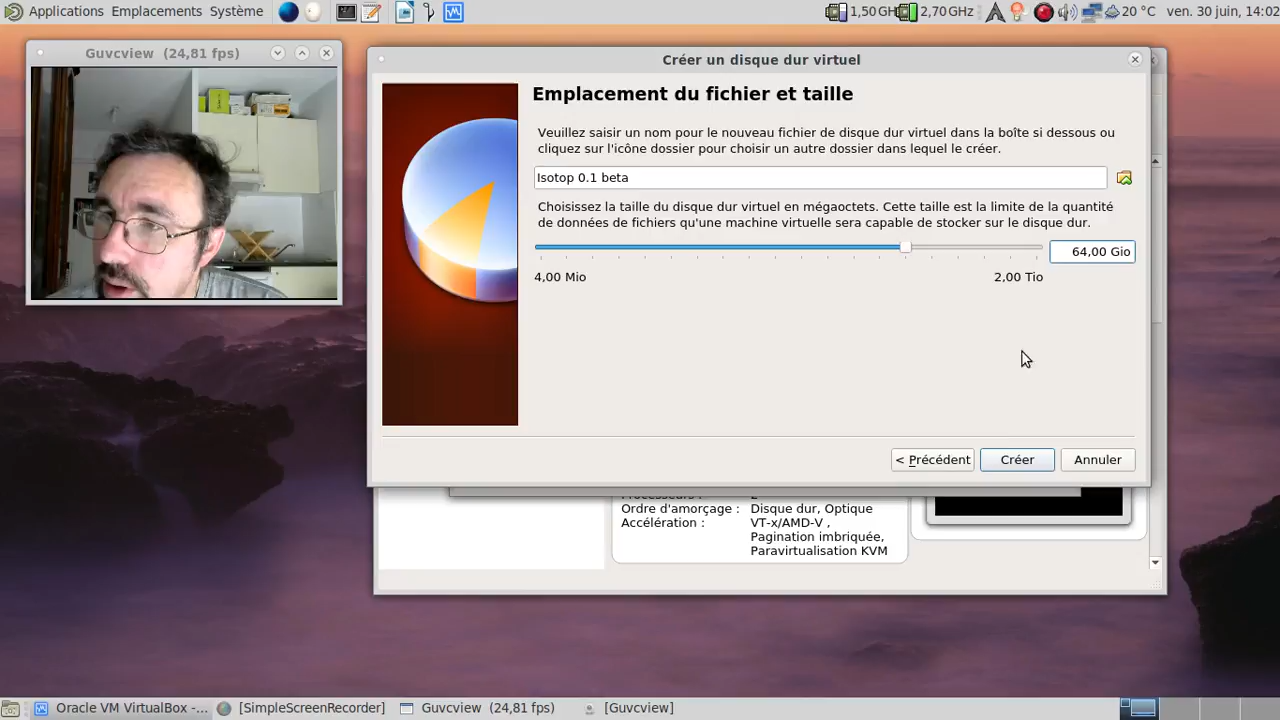 Applications Emplacements Système
1,50 GH 2,70 GHz 20 °C ven. 30 juin, 14:02
Guvcview (24,81 fps)
Créer un disque dur virtuel
Emplacement du fichier et taille
Veuillez saisir un nom pour le nouveau fichier de disque dur virtuel dans la boîte si dessous ou
cliquez sur l'icône dossier pour choisir un autre dossier dans lequel le créer.
Isotop 0.1 beta
Choisissez la taille du disque dur virtuel en mégaoctets. Cette taille est la limite de la quantité
de données de fichiers qu'une machine virtuelle sera capable de stocker sur le disque dur.
64,00 Gio
4,00 Mio 2,00 Tio
< Précédent Créer Annuler
Processeurs : 2
Ordre d'amorçage : Disque dur, Optique
Accélération : VT-x/AMD-V ,
Pagination imbriquée,
Paravirtualisation KVM
Oracle VM VirtualBox -... [SimpleScreenRecorder] Guvcview (24,81 fps) [Guvcview]